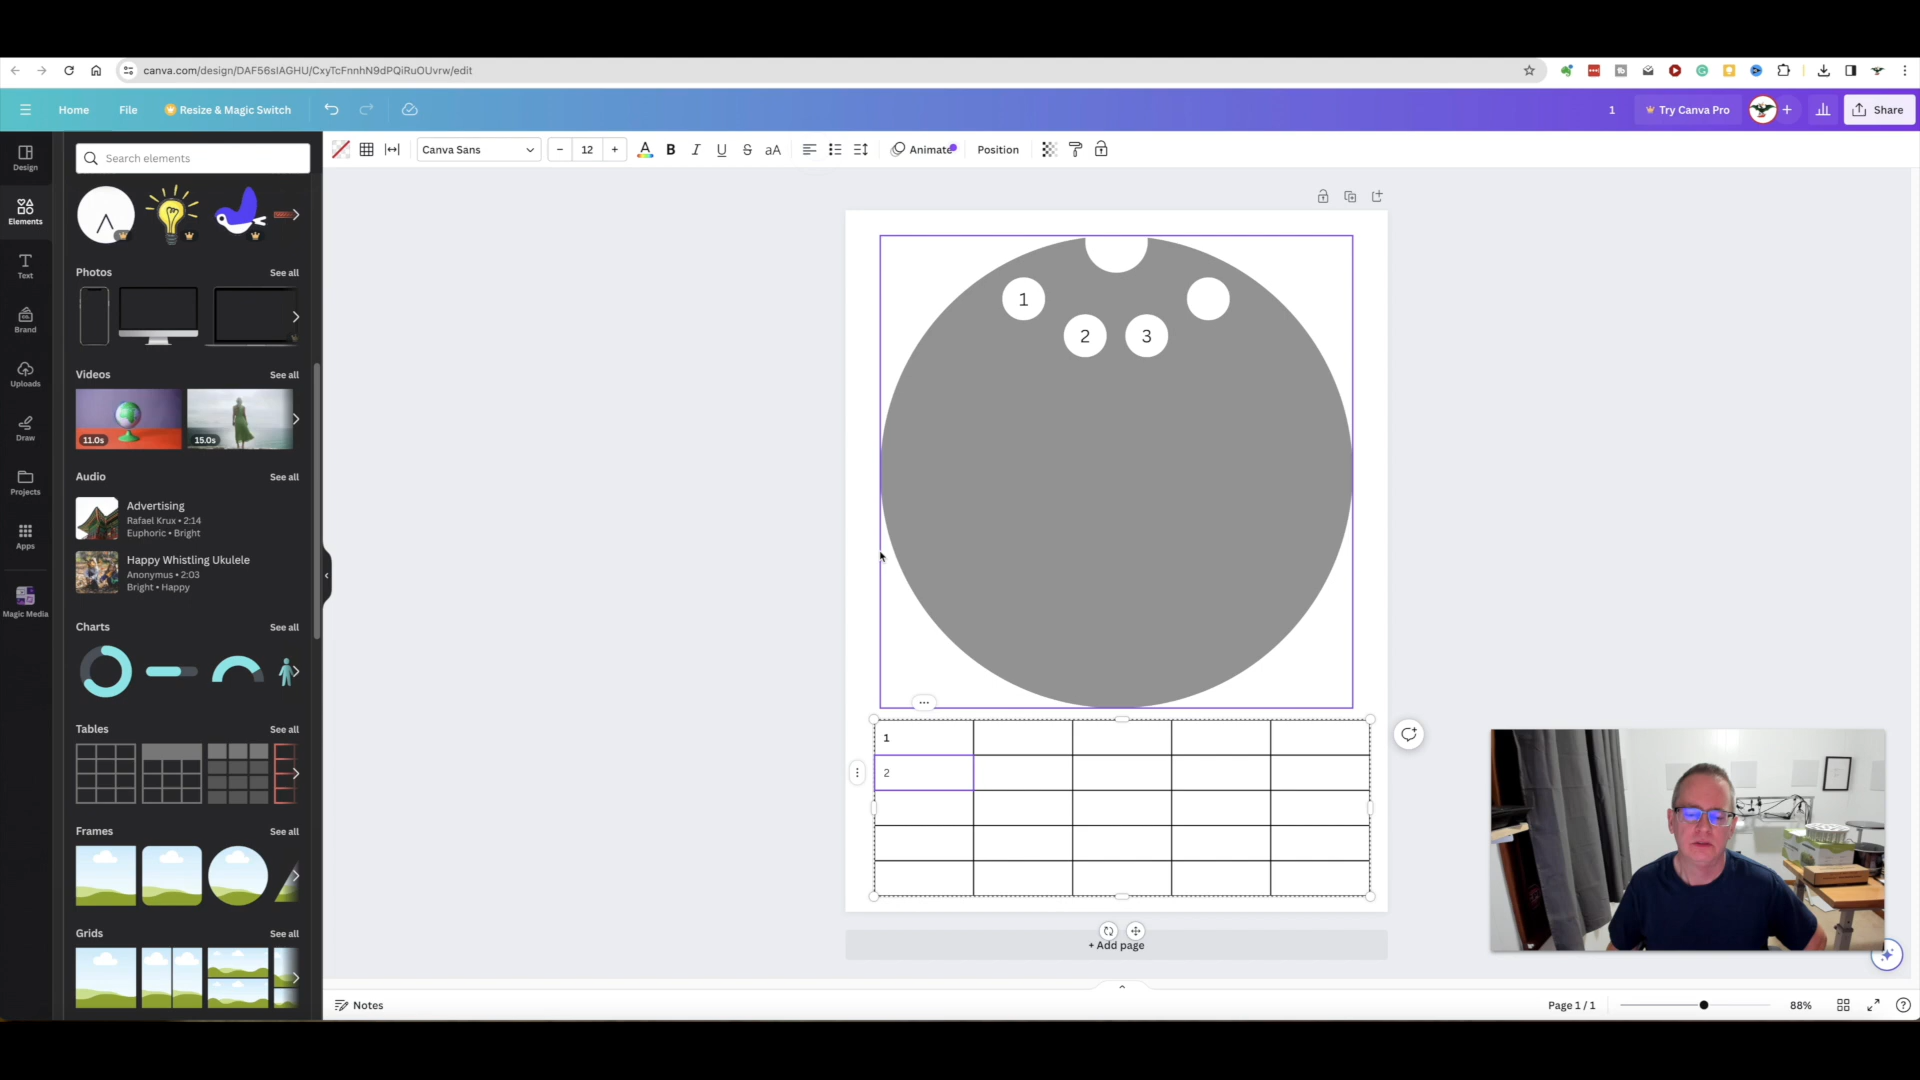 canva.com/design/DAF56sIAGHU/CxyTcFnnhN9dPQiRuOUvrw/edit
Home File Resize & Magic Switch 1 Try Canva Pro Share
Canva Sans 12 A B I U S aA Animate Position
Design
Elements
Text
Brand
Uploads
Draw
Projects
Apps
Magic Media
Search elements
Photos See all
Videos See all
11.0s 15.0s
Audio See all
Advertising
Rafael Krux • 2:14
Euphoric • Bright
Happy Whistling Ukulele
Anonymus • 2:03
Bright • Happy
Charts See all
Tables See all
Frames See all
Grids See all
1
2 3
1
2
+ Add page
Notes
Page 1 / 1
88%